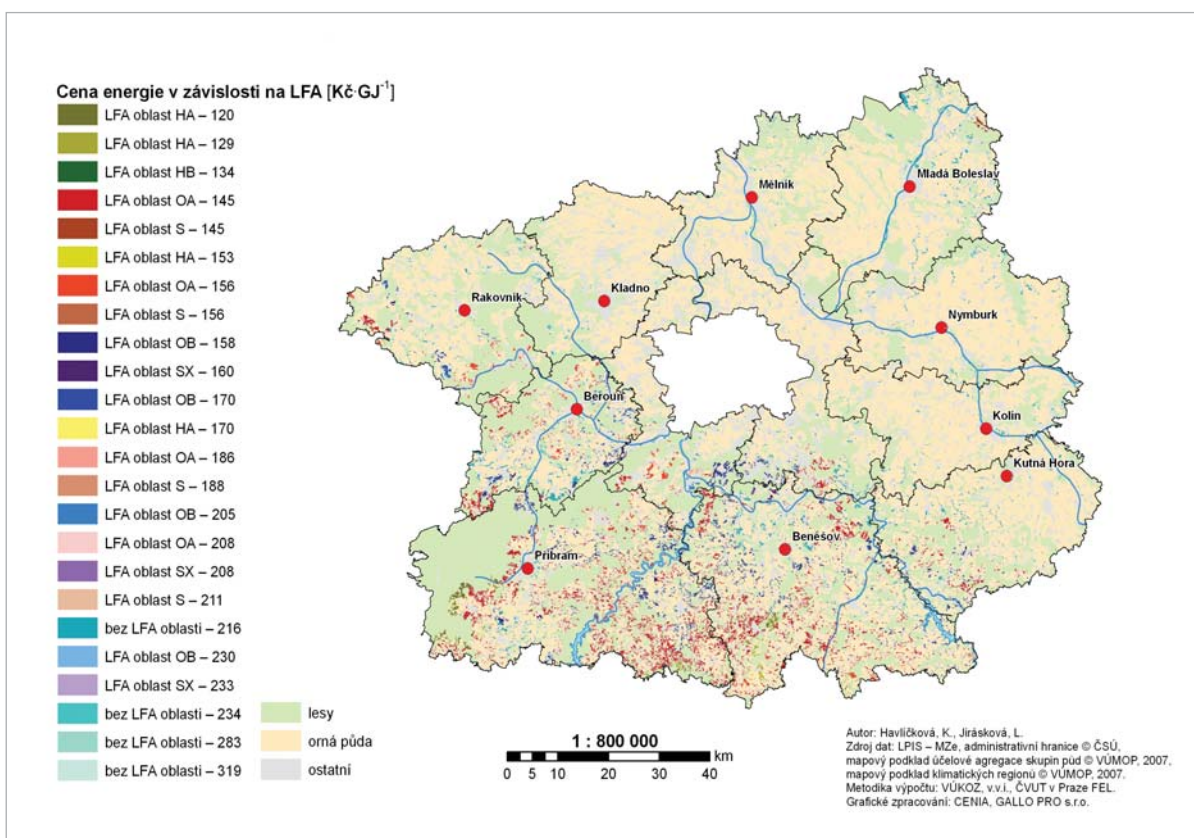 Cena energie v závislosti na LFA [Kč·GJ⁻¹]
LFA oblast HA – 120
LFA oblast HA – 129
LFA oblast HB – 134
LFA oblast OA – 145
LFA oblast S – 145
LFA oblast HA – 153
LFA oblast OA – 156
LFA oblast S – 156
LFA oblast OB – 158
LFA oblast SX – 160
LFA oblast OB – 170
LFA oblast HA – 170
LFA oblast OA – 186
LFA oblast S – 188
LFA oblast OB – 205
LFA oblast OA – 208
LFA oblast SX – 208
LFA oblast S – 211
bez LFA oblasti – 216
LFA oblast OB – 230
LFA oblast SX – 233
bez LFA oblasti – 234
bez LFA oblasti – 283
bez LFA oblasti – 319
lesy
orná půda
ostatní
Mělník
Mladá Boleslav
Rakovník
Kladno
Nymburk
Beroun
Kolín
Kutná Hora
Příbram
Benešov
1 : 800 000
km
0 5 10 20 30 40
Autor: Havlíčková, K., Jirásková, L.
Zdroj dat: LPIS – MZe, administrativní hranice © ČSÚ,
mapový podklad účelové agregace skupin půd © VÚMOP, 2007,
mapový podklad klimatických regionů © VÚMOP, 2007.
Metodika výpočtu: VÚKOZ, v.v.i., ČVUT v Praze FEL.
Grafické zpracování: CENIA, GALLO PRO s.r.o.